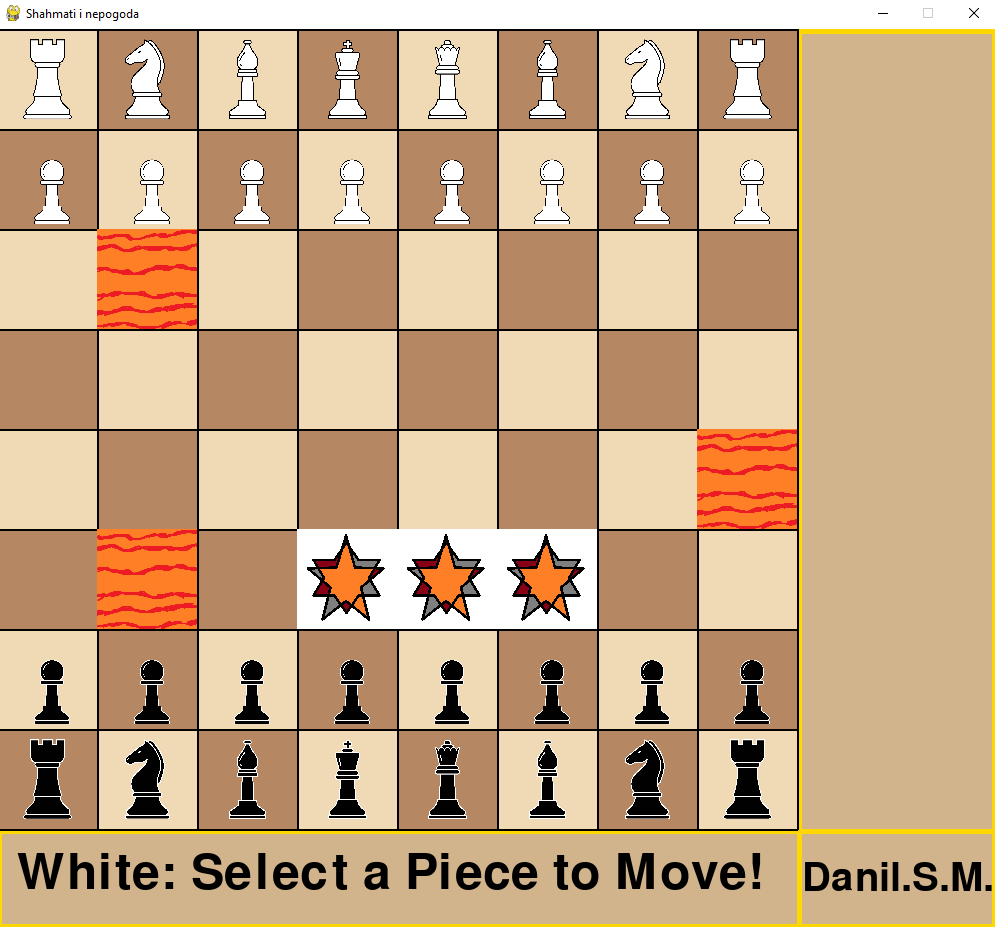 Shahmati i nepogoda
White: Select a Piece to Move!
Danil.S.M.